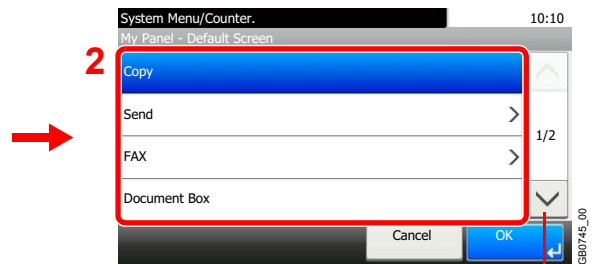 System Menu/Counter. 10:10
My Panel - Default Screen
2
Copy
Send
1/2
FAX
Document Box
Cancel OK
GB0745_00